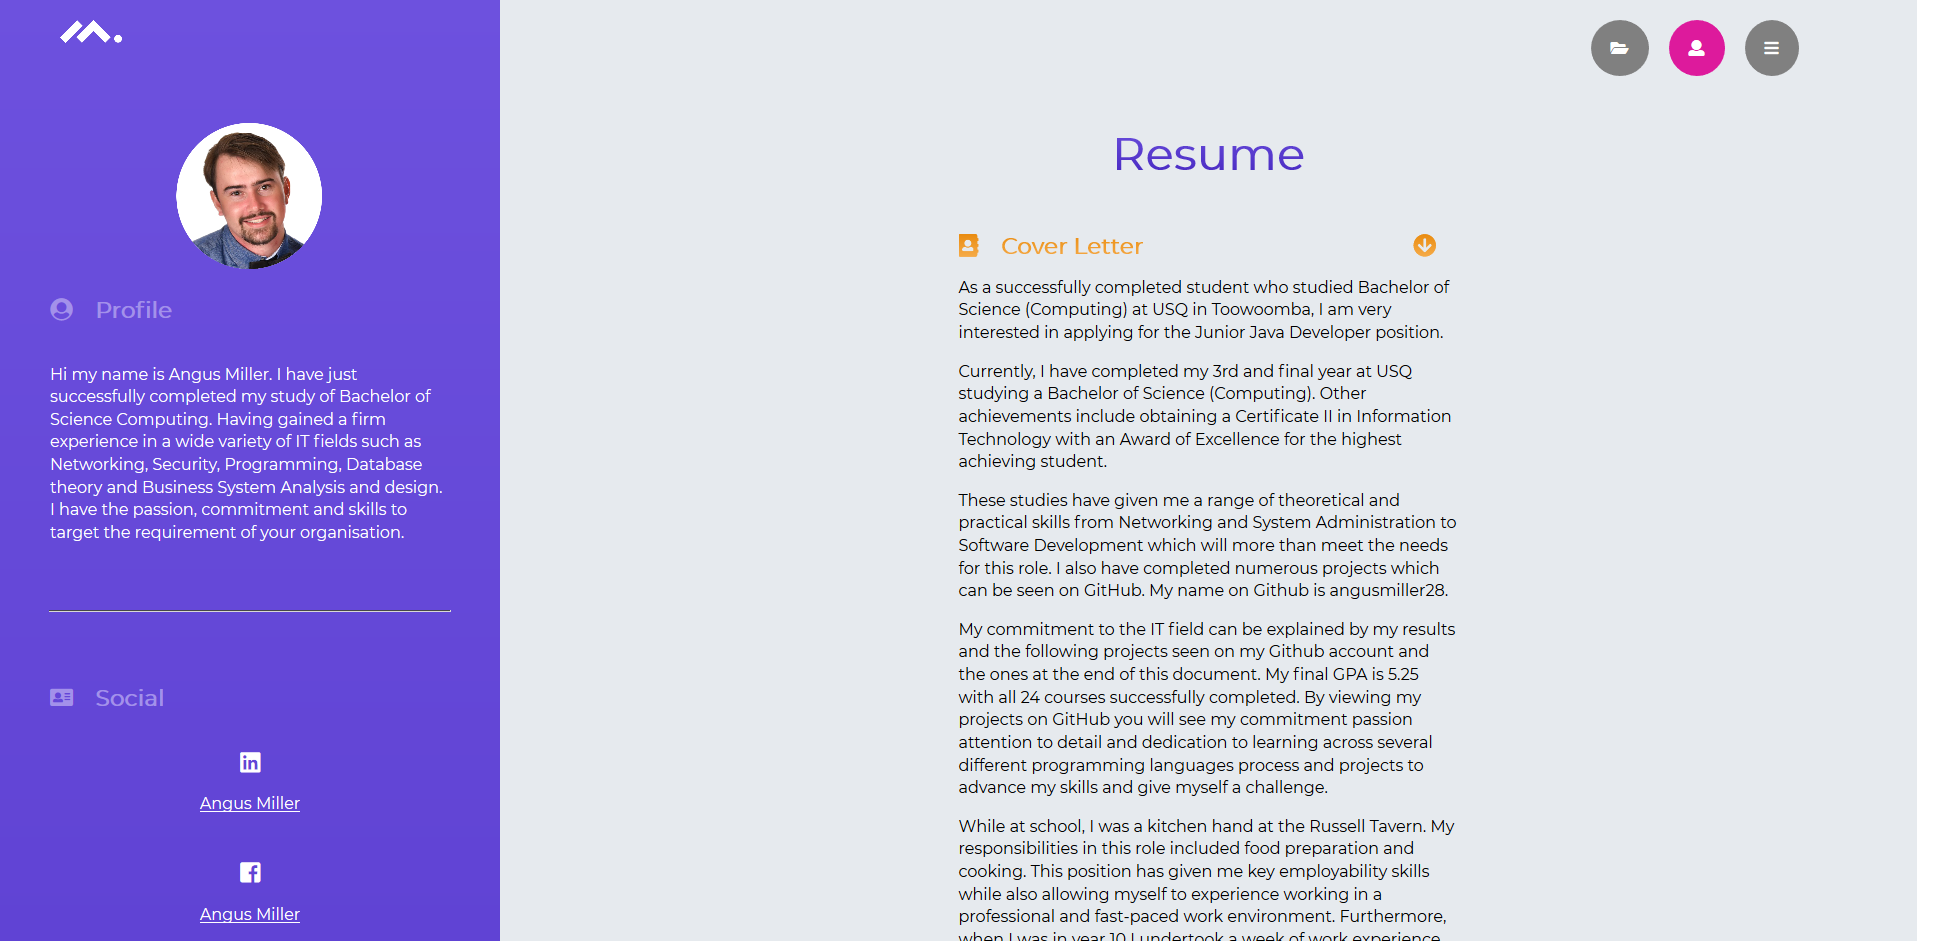 Profile
Hi my name is Angus Miller. I have just
successfully completed my study of Bachelor of
Science Computing. Having gained a firm
experience in a wide variety of IT fields such as
Networking, Security, Programming, Database
theory and Business System Analysis and design.
I have the passion, commitment and skills to
target the requirement of your organisation.
Social
Angus Miller
Angus Miller
Resume
Cover Letter
As a successfully completed student who studied Bachelor of
Science (Computing) at USQ in Toowoomba, I am very
interested in applying for the Junior Java Developer position.
Currently, I have completed my 3rd and final year at USQ
studying a Bachelor of Science (Computing). Other
achievements include obtaining a Certificate II in Information
Technology with an Award of Excellence for the highest
achieving student.
These studies have given me a range of theoretical and
practical skills from Networking and System Administration to
Software Development which will more than meet the needs
for this role. I also have completed numerous projects which
can be seen on GitHub. My name on Github is angusmiller28.
My commitment to the IT field can be explained by my results
and the following projects seen on my Github account and
the ones at the end of this document. My final GPA is 5.25
with all 24 courses successfully completed. By viewing my
projects on GitHub you will see my commitment passion
attention to detail and dedication to learning across several
different programming languages process and projects to
advance my skills and give myself a challenge.
While at school, I was a kitchen hand at the Russell Tavern. My
responsibilities in this role included food preparation and
cooking. This position has given me key employability skills
while also allowing myself to experience working in a
professional and fast-paced work environment. Furthermore,
when I was in year 10 I undertook a week of work experience